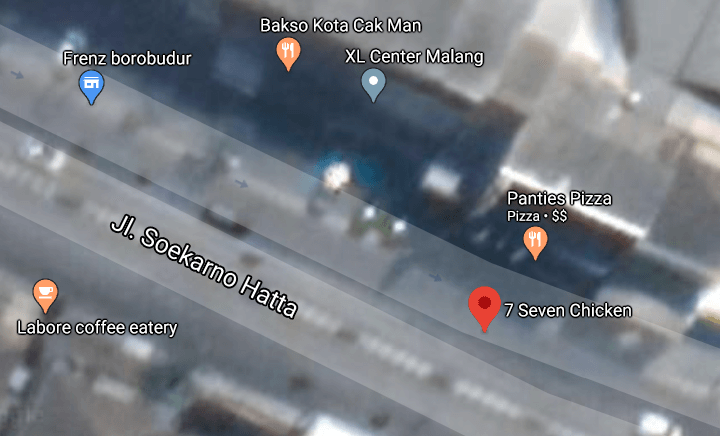 Bakso Kota Cak Man
Frenz borobudur
XL Center Malang
Panties Pizza
Pizza • $$
Jl. Soekarno Hatta
7 Seven Chicken
Labore coffee eatery